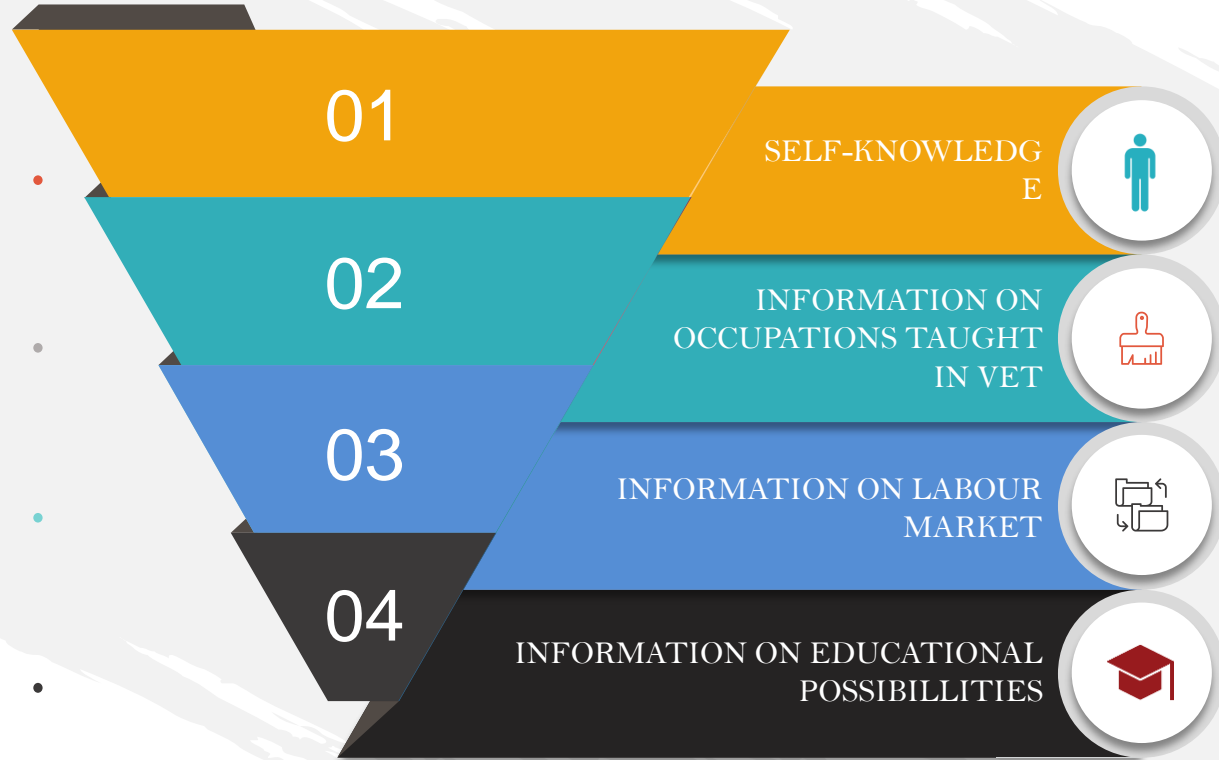 01
SELF-KNOWLEDG
E
02
INFORMATION ON
OCCUPATIONS TAUGHT
IN VET
03
INFORMATION ON LABOUR
MARKET
04
INFORMATION ON EDUCATIONAL
POSSIBILLITIES